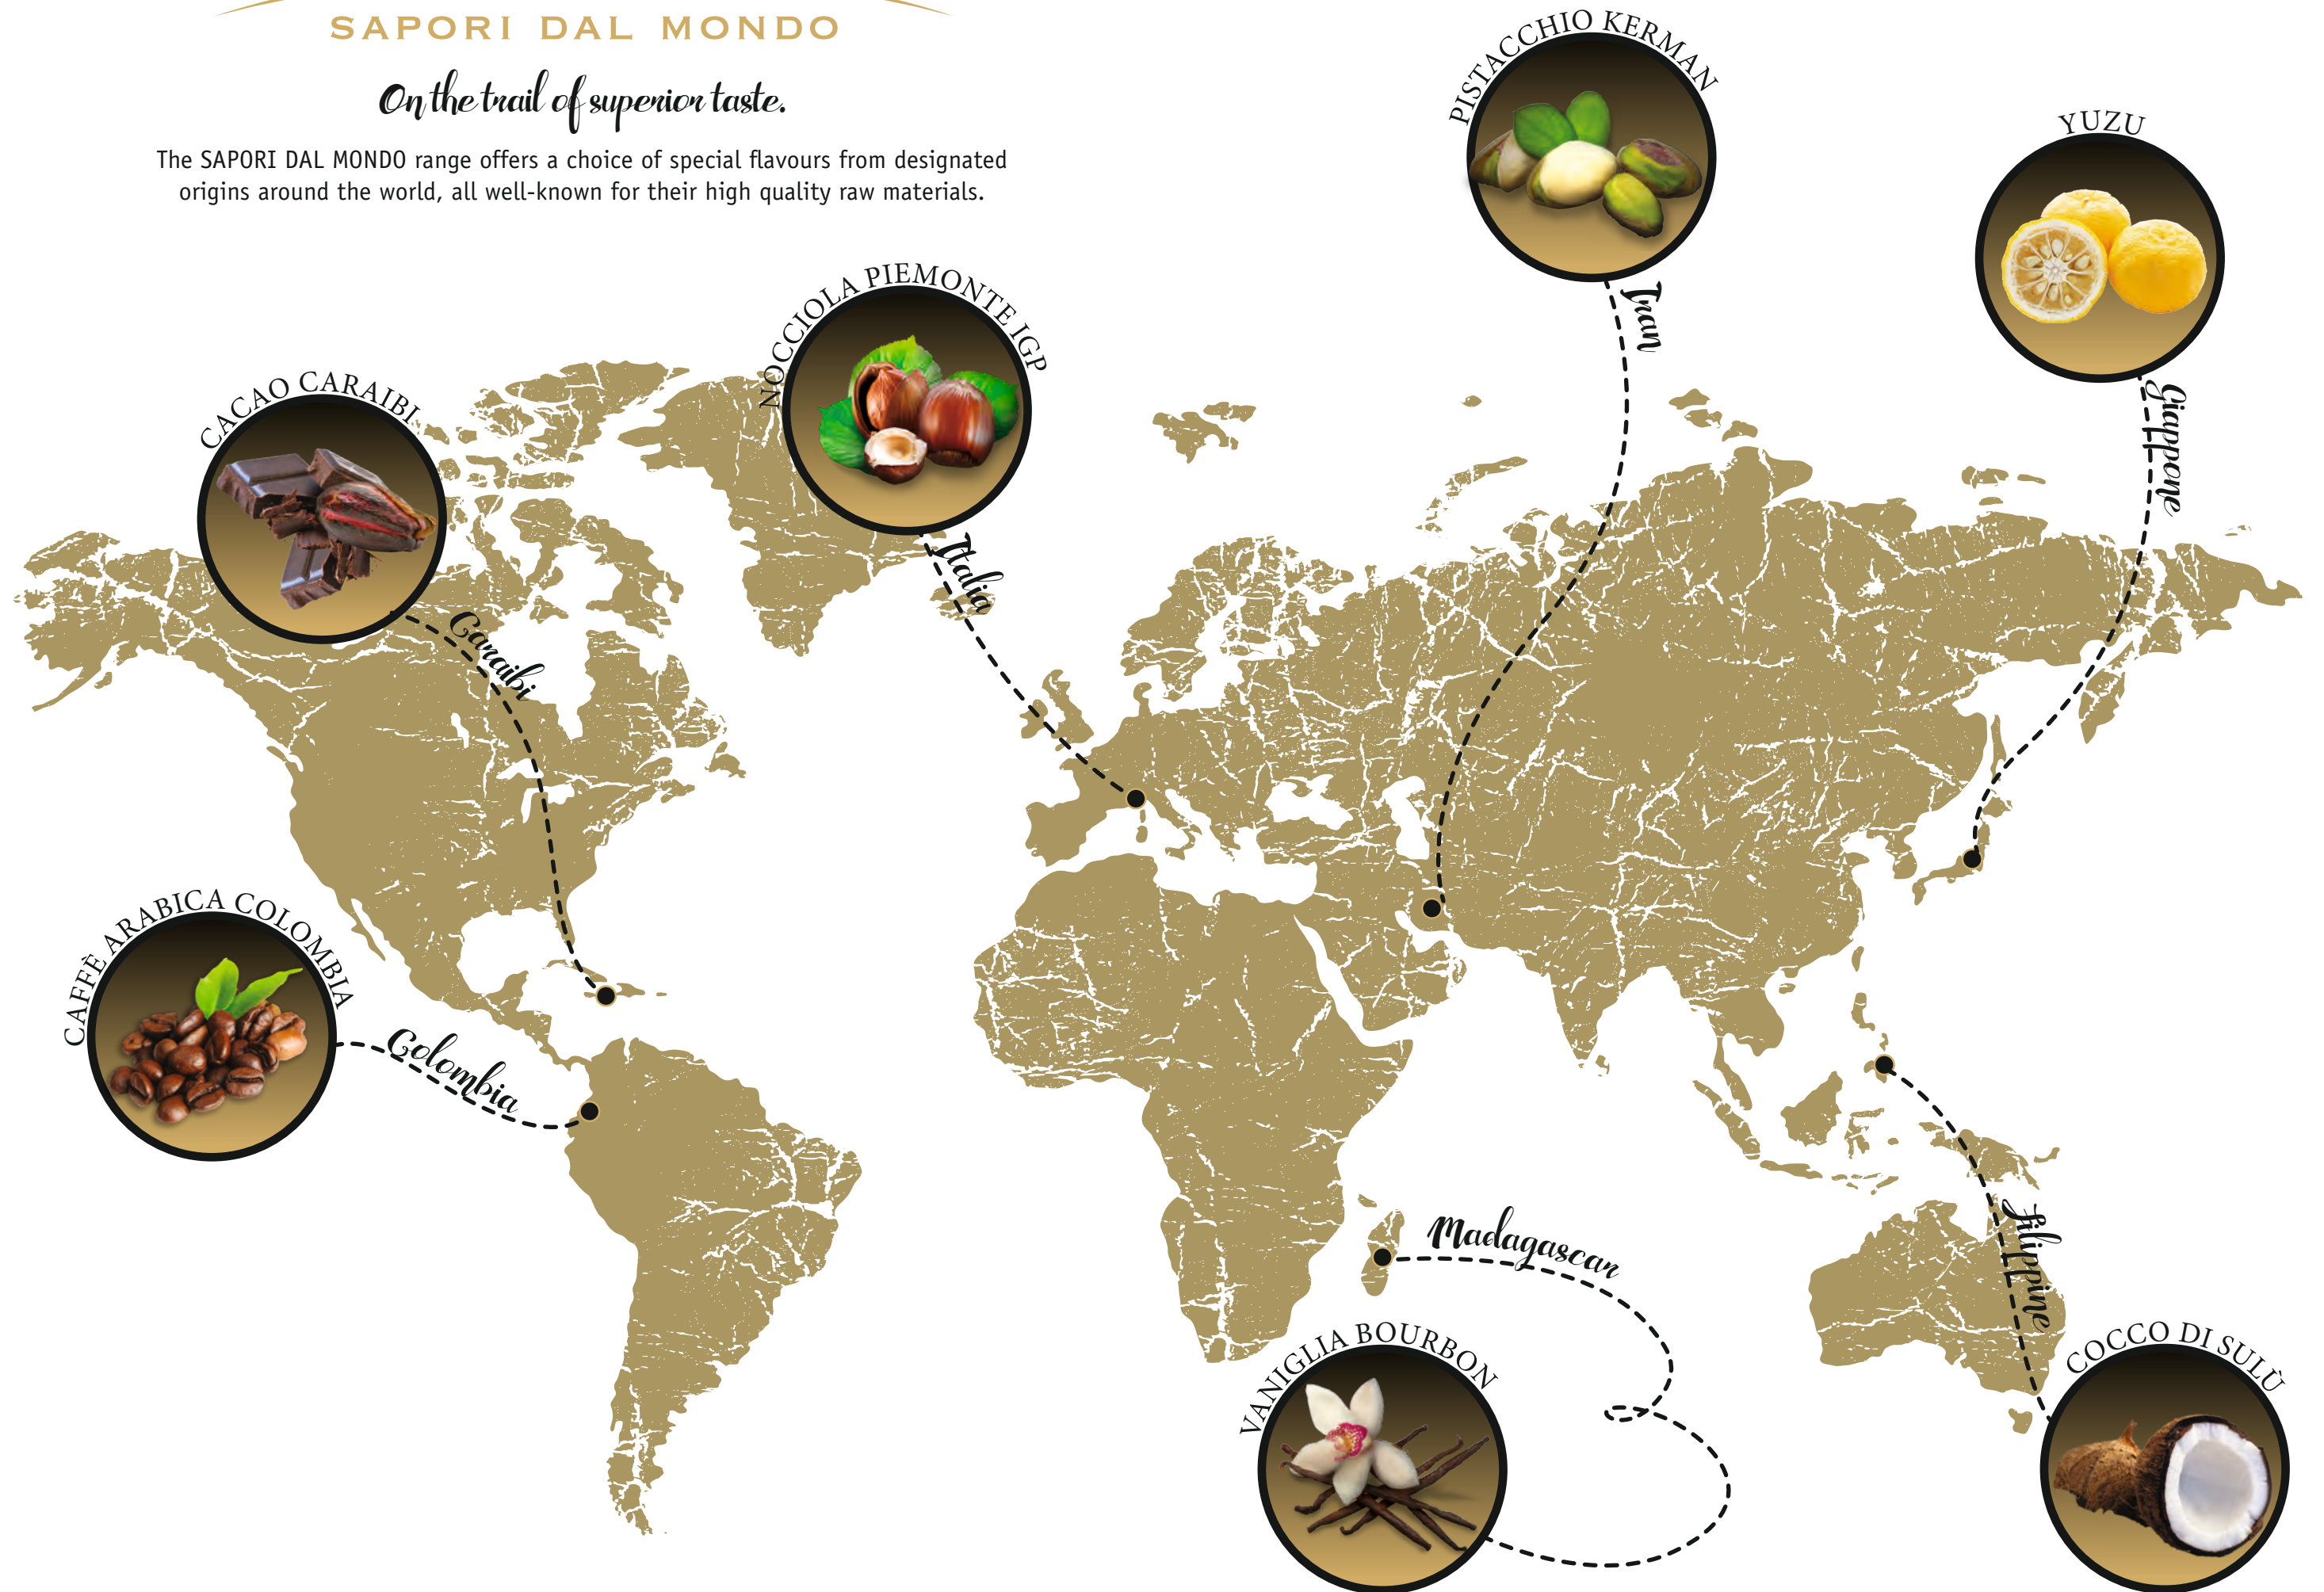 SAPORI DAL MONDO
On the trail of superior taste.
The SAPORI DAL MONDO range offers a choice of special flavours from designated
origins around the world, all well-known for their high quality raw materials.
PISTACCHIO KERMAN
Iran
YUZU
Giappone
NOCCIOLA PIEMONTE IGP
Italia
CACAO CARAIBI
Caraibi
CAFFÈ ARABICA COLOMBIA
Colombia
Madagascar
VANIGLIA BOURBON
Filippine
COCCO DI SULÙ